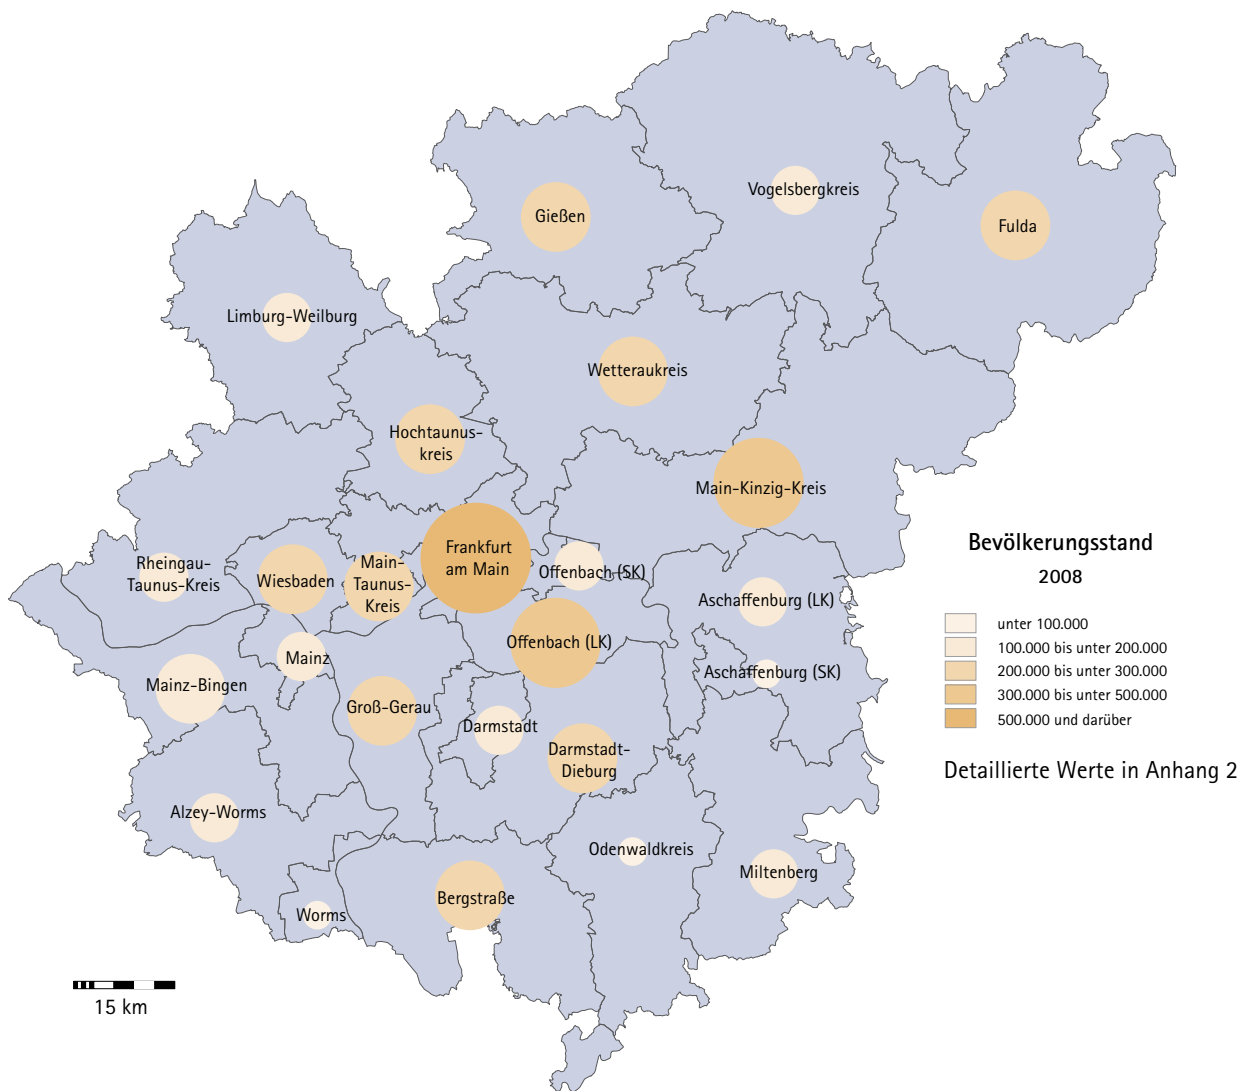 Vogelsbergkreis
Gießen
Fulda
Limburg-Weilburg
Wetteraukreis
Hochtaunus-
kreis
Main-Kinzig-Kreis
Frankfurt
am Main
Rheingau-
Taunus-Kreis
Wiesbaden
Main-
Taunus-
Kreis
Offenbach (SK)
Aschaffenburg (LK)
Offenbach (LK)
Mainz
Aschaffenburg (SK)
Mainz-Bingen
Groß-Gerau
Darmstadt
Darmstadt-
Dieburg
Alzey-Worms
Odenwaldkreis
Miltenberg
Bergstraße
Worms
15 km
Bevölkerungsstand
2008
unter 100.000
100.000 bis unter 200.000
200.000 bis unter 300.000
300.000 bis unter 500.000
500.000 und darüber
Detaillierte Werte in Anhang 2